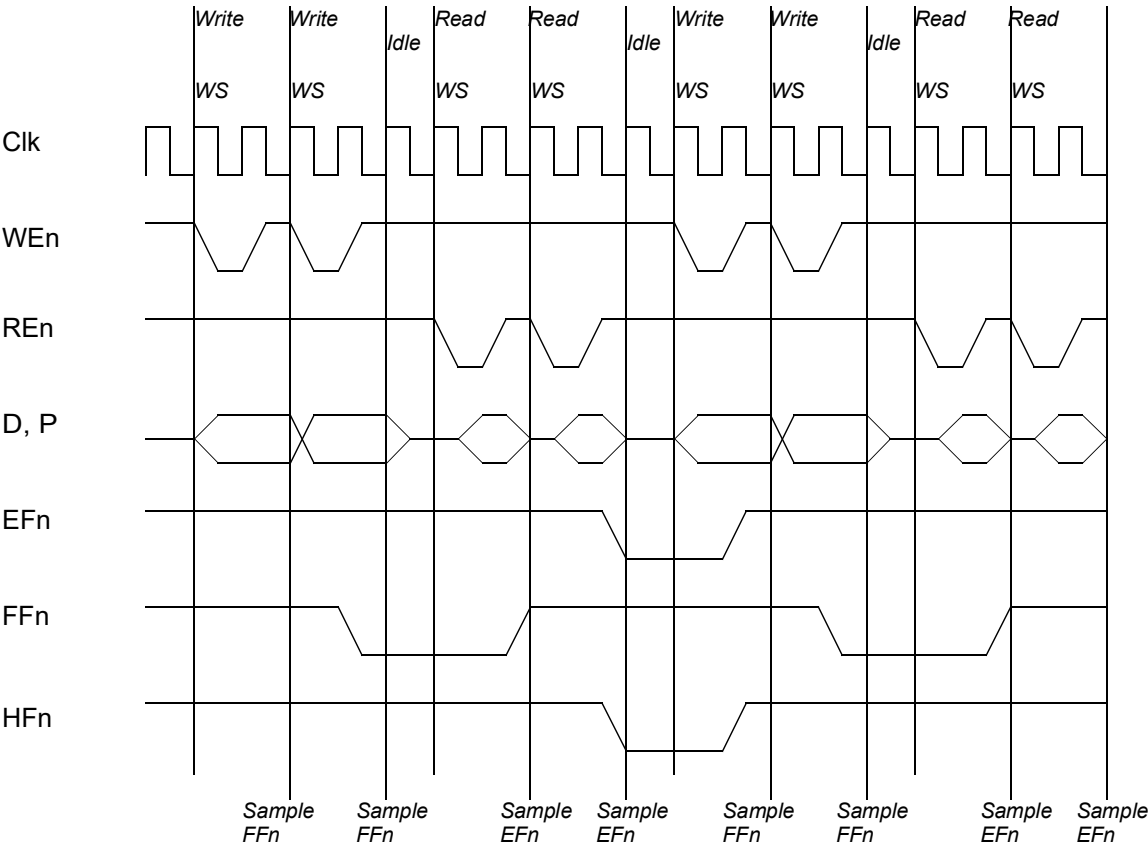 Write Write Read Read Write Write Read Read
Idle Idle Idle
WS WS WS WS WS WS WS WS
Clk
WEn
REn
D, P
EFn
FFn
HFn
Sample Sample Sample Sample Sample Sample Sample Sample
FFn FFn EFn EFn FFn FFn EFn EFn